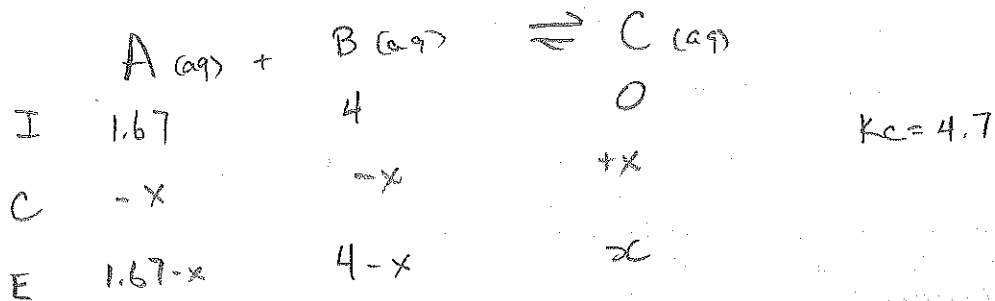 A (aq) + B (aq) ⇌ C (aq)
I 1.67 4 0 Kc = 4.7
C -x -x +x
E 1.67-x 4-x x